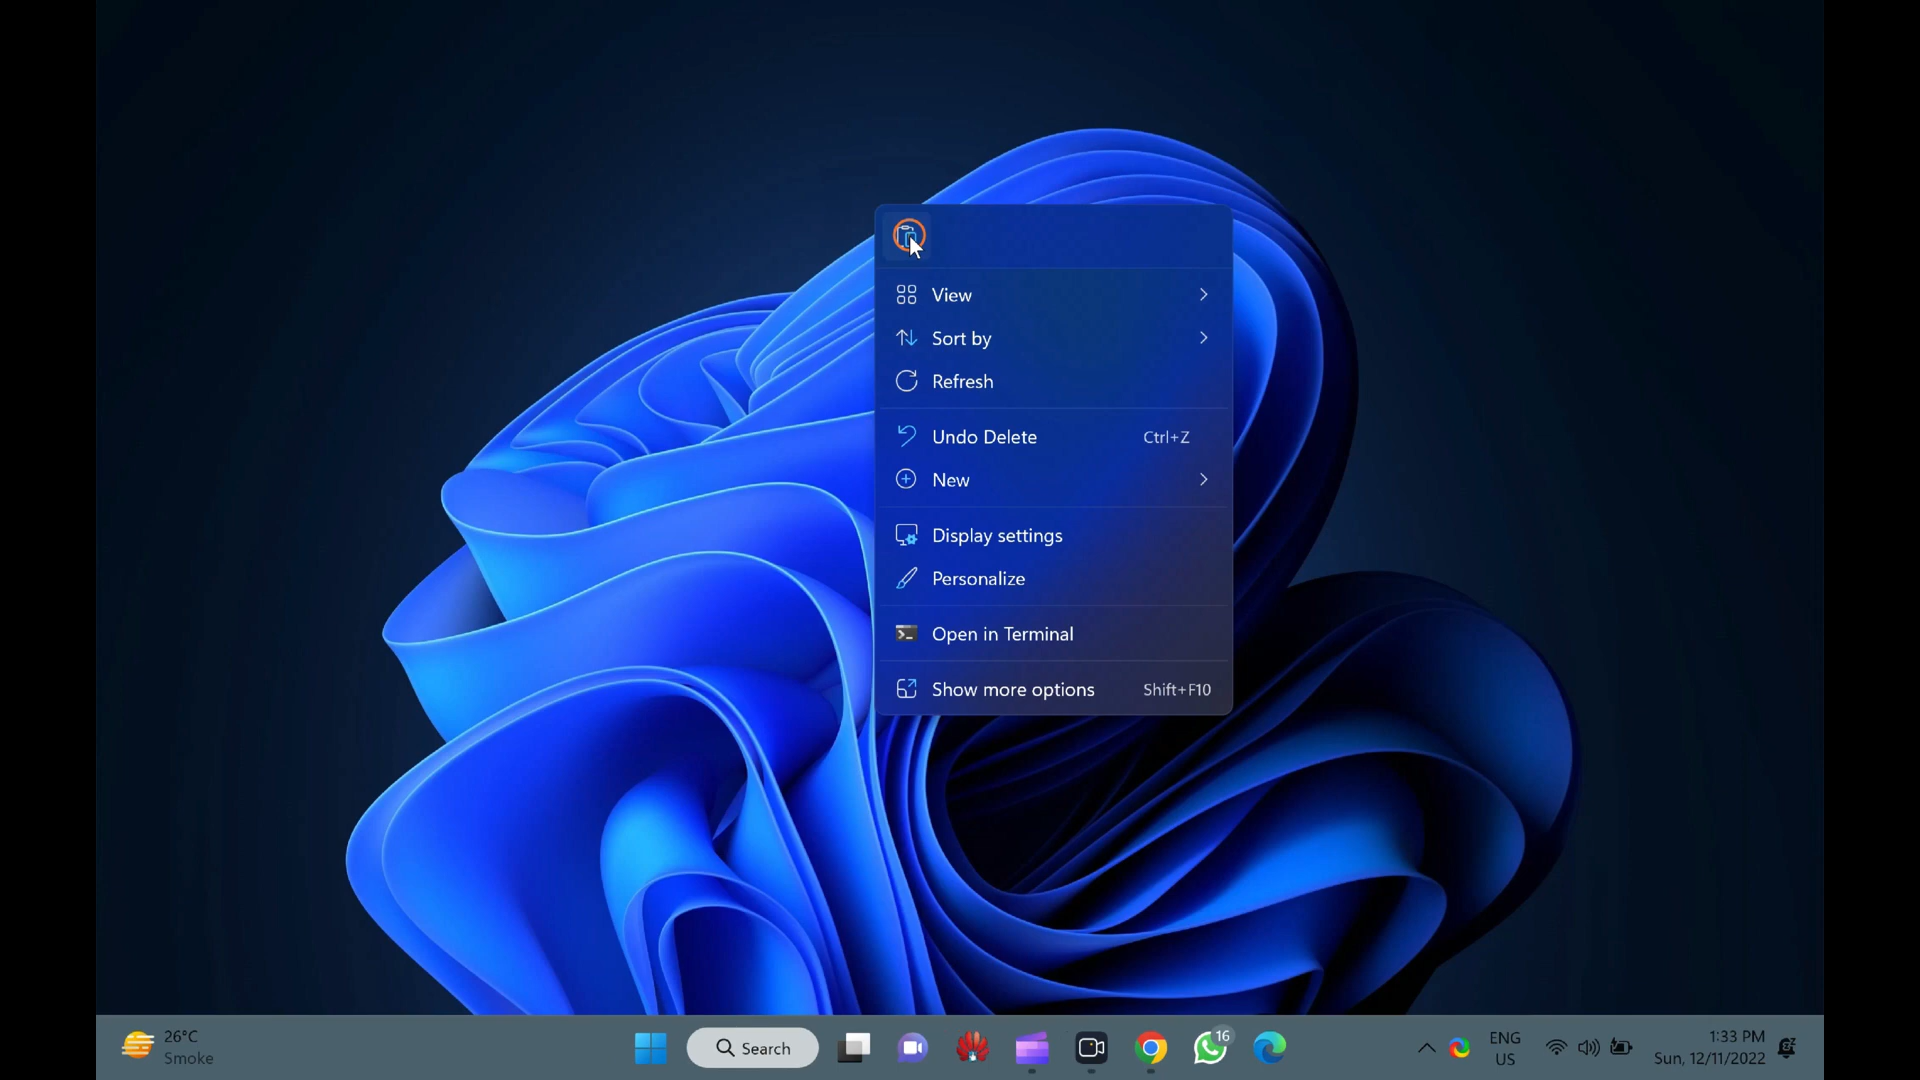 View
Sort by
Refresh
Undo Delete Ctrl+Z
New
Display settings
Personalize
Open in Terminal
Show more options Shift+F10
26°C
Smoke
Search
16
ENG
US
1:33 PM
Sun, 12/11/2022